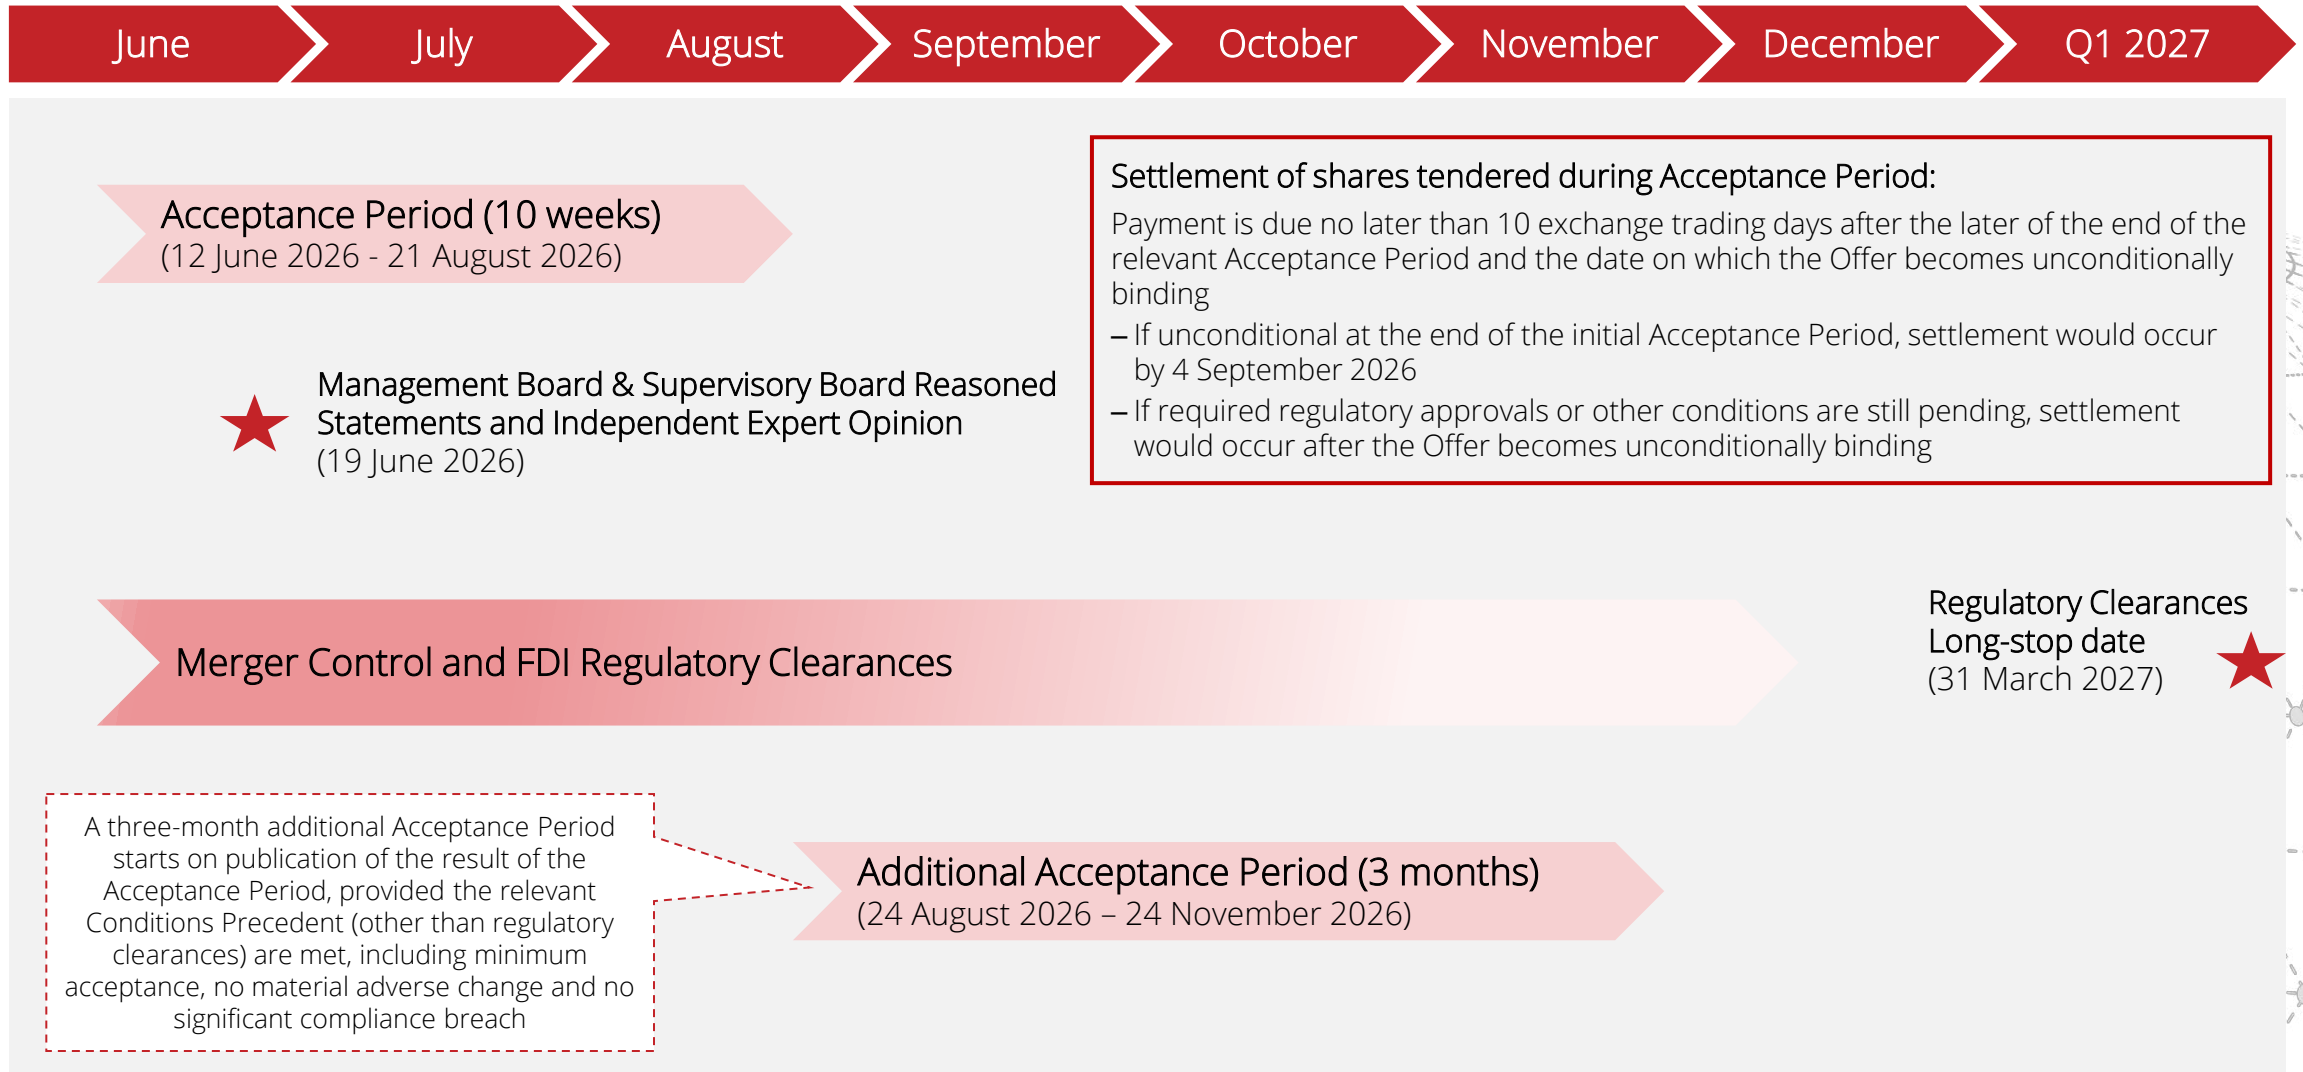 June
July
August
September
October
November
December
Q1 2027
Acceptance Period (10 weeks)
(12 June 2026 - 21 August 2026)
Settlement of shares tendered during Acceptance Period:
Payment is due no later than 10 exchange trading days after the later of the end of the
relevant Acceptance Period and the date on which the Offer becomes unconditionally
binding
– If unconditional at the end of the initial Acceptance Period, settlement would occur
by 4 September 2026
– If required regulatory approvals or other conditions are still pending, settlement
would occur after the Offer becomes unconditionally binding
Management Board & Supervisory Board Reasoned
Statements and Independent Expert Opinion
(19 June 2026)
Merger Control and FDI Regulatory Clearances
Regulatory Clearances
Long-stop date
(31 March 2027)
A three-month additional Acceptance Period
starts on publication of the result of the
Acceptance Period, provided the relevant
Conditions Precedent (other than regulatory
clearances) are met, including minimum
acceptance, no material adverse change and no
significant compliance breach
Additional Acceptance Period (3 months)
(24 August 2026 – 24 November 2026)